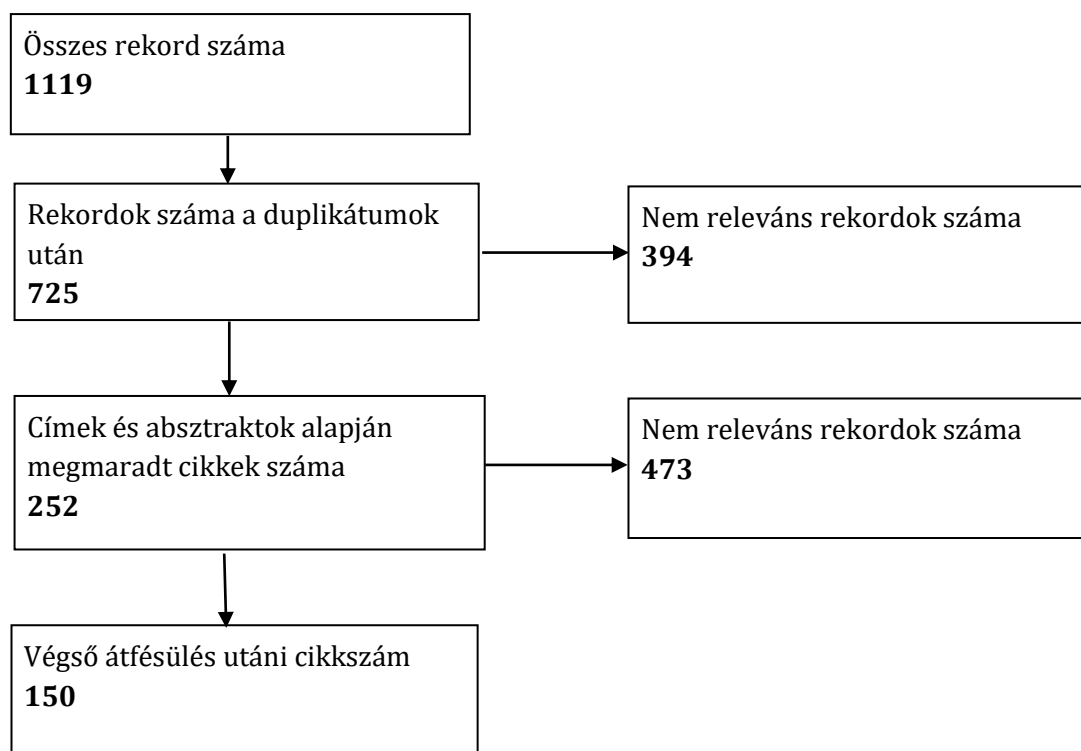 Összes rekord száma
1119
Rekordok száma a duplikátumok
után
725
Nem releváns rekordok száma
394
Címek és absztraktok alapján
megmaradt cikkek száma
252
Nem releváns rekordok száma
473
Végső átfésülés utáni cikkszám
150